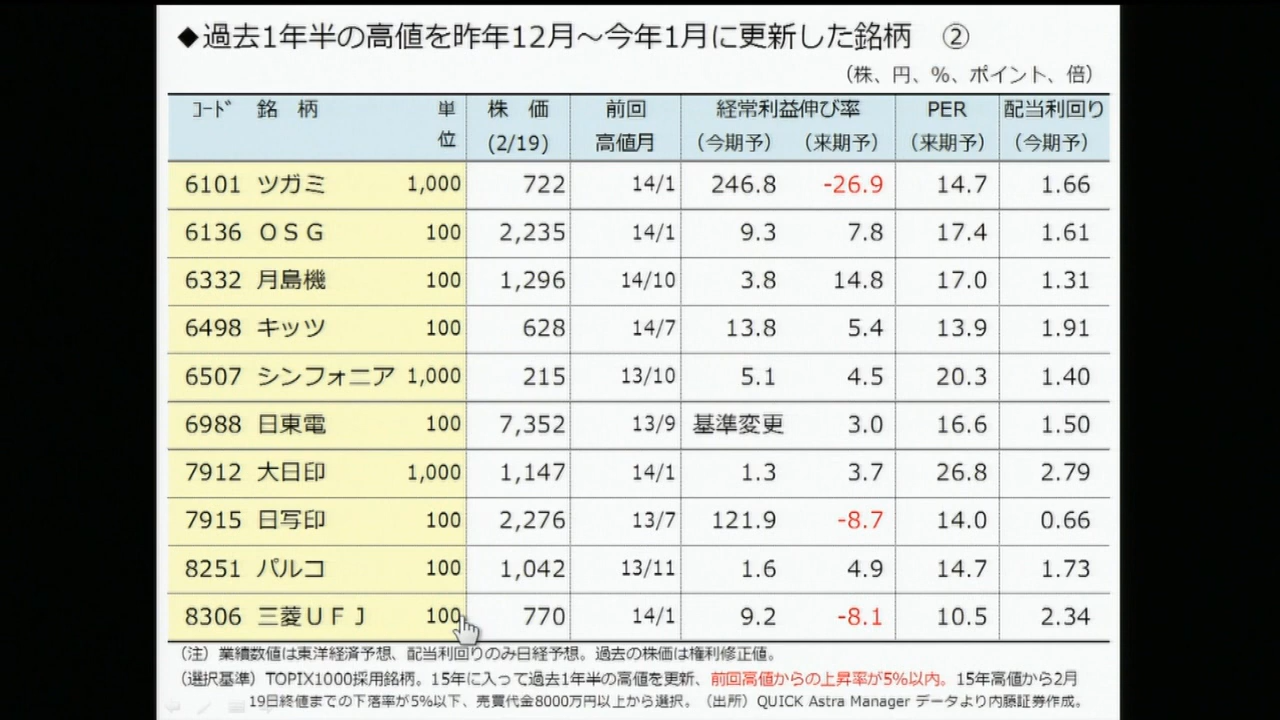 ◆過去1年半の高値を昨年12月～今年1月に更新した銘柄　②
（株、円、%、ポイント、倍）
ｺｰﾄﾞ 銘 柄 単 株 価 前回 経常利益伸び率 PER 配当利回り
位 (2/19) 高値月 （今期予） （来期予） （来期予） （今期予）
6101 ツガミ 1,000 722 14/1 246.8 -26.9 14.7 1.66
6136 ＯＳＧ 100 2,235 14/1 9.3 7.8 17.4 1.61
6332 月島機 100 1,296 14/10 3.8 14.8 17.0 1.31
6498 キッツ 100 628 14/7 13.8 5.4 13.9 1.91
6507 シンフォニア 1,000 215 13/10 5.1 4.5 20.3 1.40
6988 日東電 100 7,352 13/9 基準変更 3.0 16.6 1.50
7912 大日印 1,000 1,147 14/1 1.3 3.7 26.8 2.79
7915 日写印 100 2,276 13/7 121.9 -8.7 14.0 0.66
8251 パルコ 100 1,042 13/11 1.6 4.9 14.7 1.73
8306 三菱ＵＦＪ 100 770 14/1 9.2 -8.1 10.5 2.34
（注）業績数値は東洋経済予想、配当利回りのみ日経予想。過去の株価は権利修正値。
（選択基準）TOPIX1000採用銘柄。15年に入って過去1年半の高値を更新、前回高値からの上昇率が5%以内。15年高値から2月
19日終値までの下落率が5%以下、売買代金8000万円以上から選択。（出所）QUICK Astra Manager データより内藤証券作成。